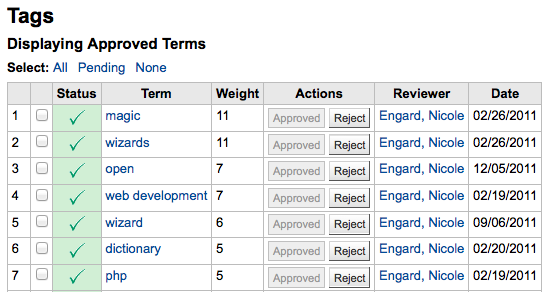 Tags
Displaying Approved Terms
Select: All Pending None
Status Term Weight Actions Reviewer Date
1 magic 11 Approved Reject Engard, Nicole 02/26/2011
2 wizards 11 Approved Reject Engard, Nicole 02/26/2011
3 open 7 Approved Reject Engard, Nicole 12/05/2011
4 web development 7 Approved Reject Engard, Nicole 02/19/2011
5 wizard 6 Approved Reject Engard, Nicole 09/06/2011
6 dictionary 5 Approved Reject Engard, Nicole 02/20/2011
7 php 5 Approved Reject Engard, Nicole 02/19/2011